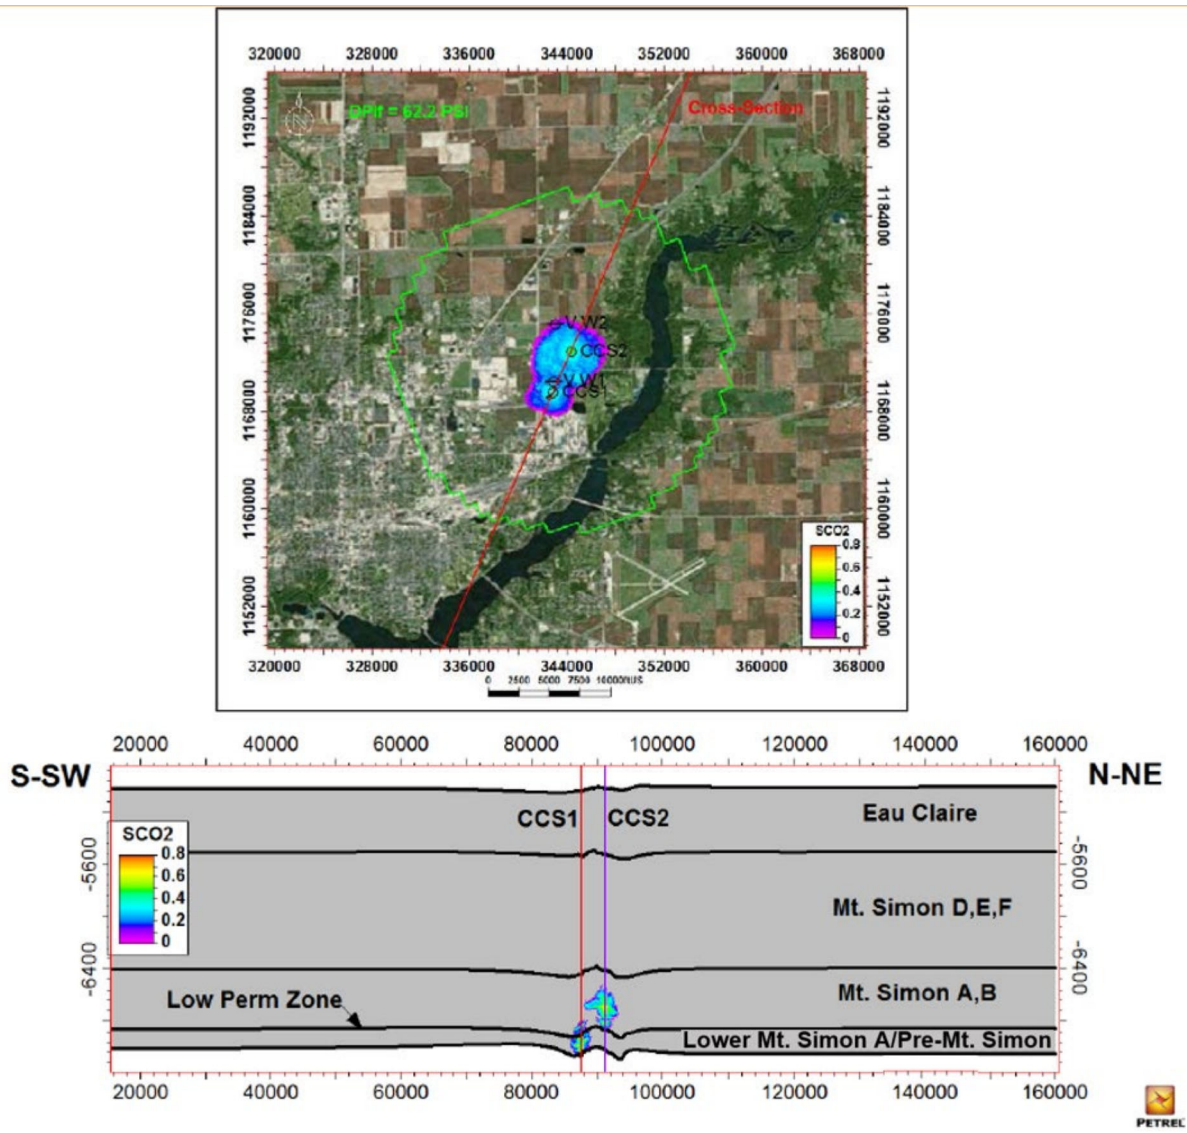 320000 328000 336000 344000 352000 360000 368000
DPif = 62.2 PSI
Cross-Section
1192000 1192000
1184000 1184000
1176000 1176000
V W2
CCS2
V W1
CCS1
1168000 1168000
1160000 1160000
SCO2
0.8
0.6
0.4
0.2
0
1152000 1152000
320000 328000 336000 344000 352000 360000 368000
0 2500 5000 7500 10000ftUS
20000 40000 60000 80000 100000 120000 140000 160000
S-SW N-NE
CCS1 CCS2 Eau Claire
SCO2
0.8
0.6
0.4
0.2
0
-5600 -5600
Mt. Simon D,E,F
-6400 -6400
Low Perm Zone Mt. Simon A,B
Lower Mt. Simon A/Pre-Mt. Simon
20000 40000 60000 80000 100000 120000 140000 160000
PETREL